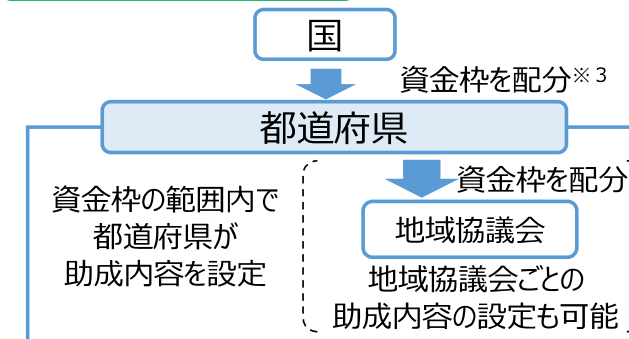 国
資金枠を配分※3
都道府県
資金枠を配分
資金枠の範囲内で
都道府県が
助成内容を設定
地域協議会
地域協議会ごとの
助成内容の設定も可能